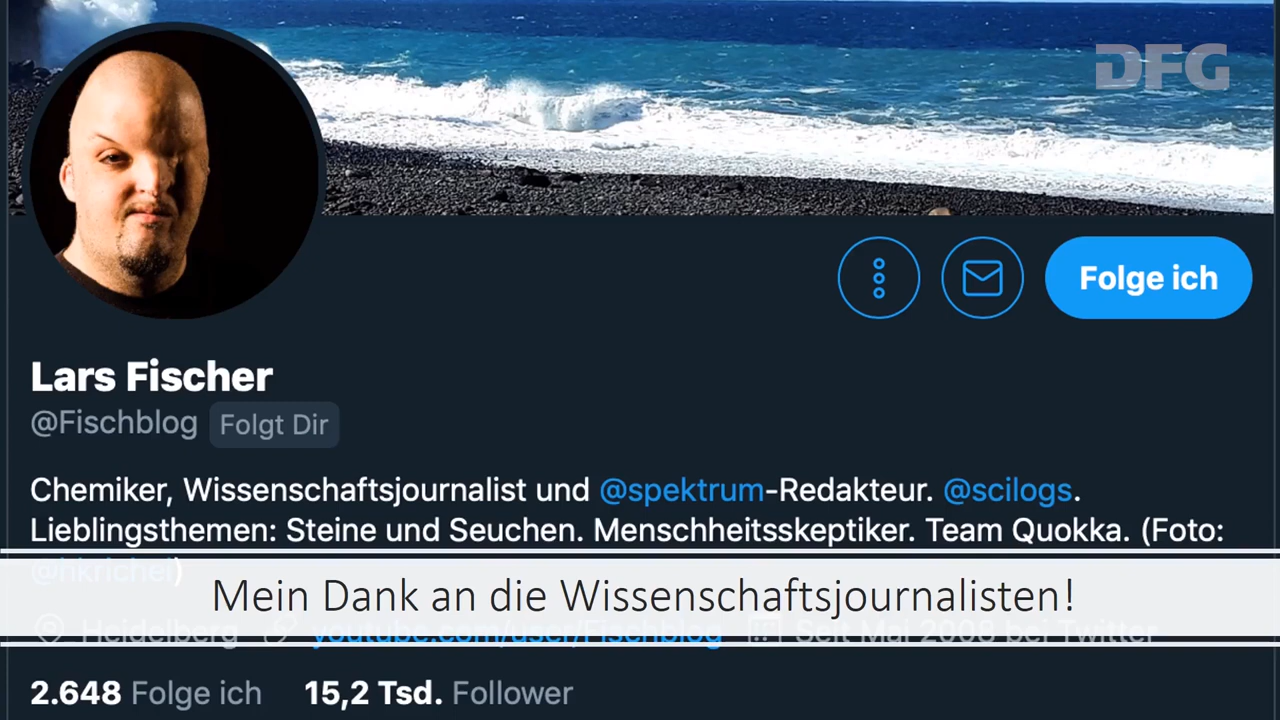 DFG
Folge ich
Lars Fischer
@Fischblog Folgt Dir
Chemiker, Wissenschaftsjournalist und @spektrum-Redakteur. @scilogs.
Lieblingsthemen: Steine und Seuchen. Menschheitsskeptiker. Team Quokka. (Foto:
@hkrichel)
Mein Dank an die Wissenschaftsjournalisten!
Heidelberg youtube.com/user/Fischblog Seit Mai 2008 bei Twitter
2.648 Folge ich 15,2 Tsd. Follower